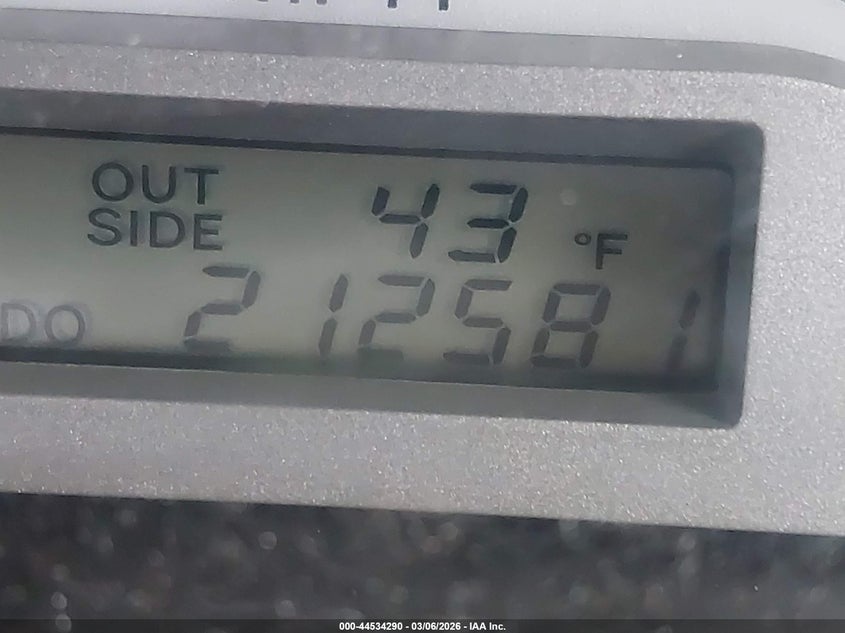 OUT
SIDE 43 °F
DO 212581
000-44534290 - 03/06/2026 - IAA Inc.